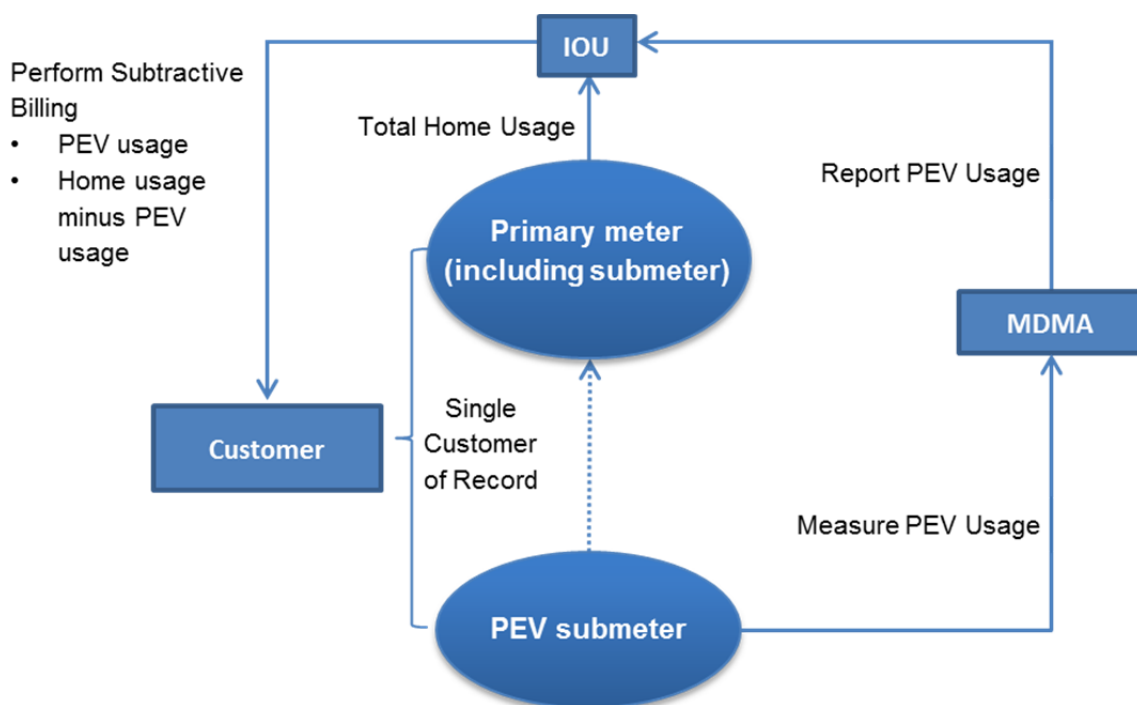 IOU
Perform Subtractive
Billing
• PEV usage
• Home usage
minus PEV
usage
Total Home Usage
Report PEV Usage
Primary meter
(including submeter)
MDMA
Customer
Single
Customer
of Record
Measure PEV Usage
PEV submeter